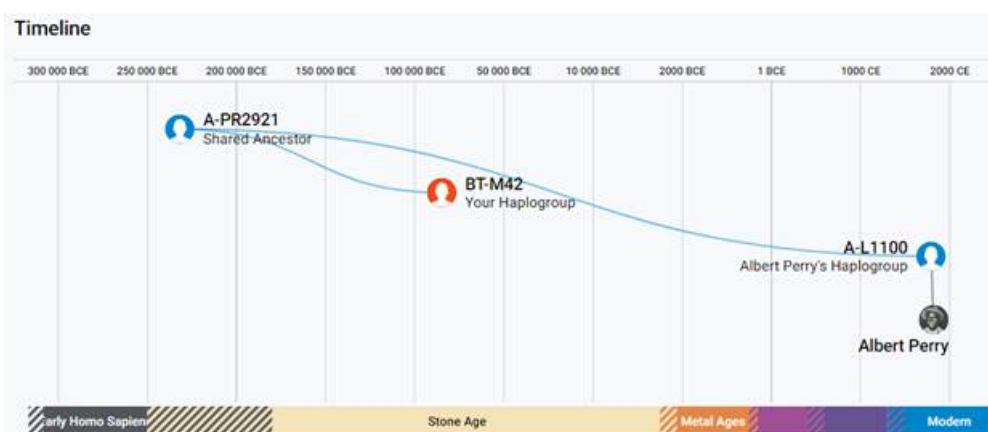 Timeline
300 000 BCE 250 000 BCE 200 000 BCE 150 000 BCE 100 000 BCE 50 000 BCE 10 000 BCE 2000 BCE 1 BCE 1000 CE 2000 CE
A-PR2921
Shared Ancestor
BT-M42
Your Haplogroup
A-L1100
Albert Perry's Haplogroup
Albert Perry
Early Homo Sapien Stone Age Metal Ages Modern